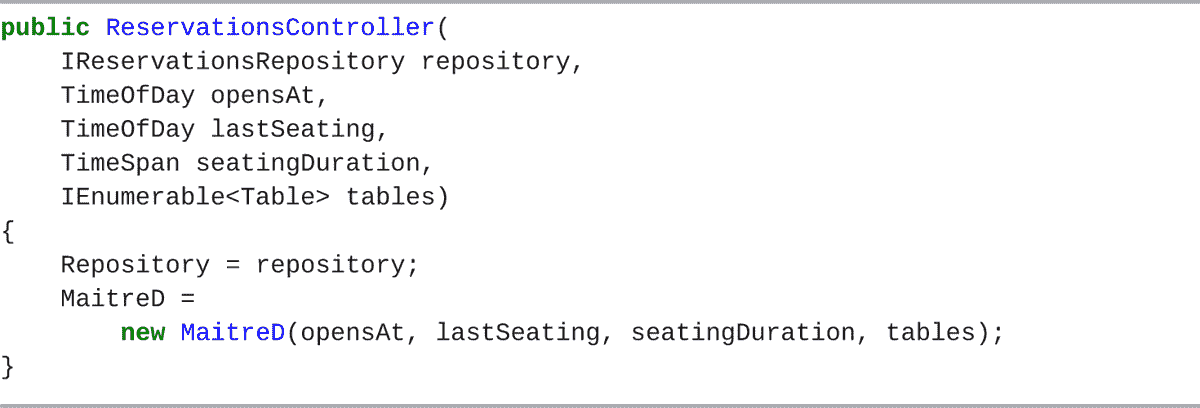 public ReservationsController(
    IReservationsRepository repository,
    TimeOfDay opensAt,
    TimeOfDay lastSeating,
    TimeSpan seatingDuration,
    IEnumerable<Table> tables)
{
    Repository = repository;
    MaitreD =
        new MaitreD(opensAt, lastSeating, seatingDuration, tables);
}